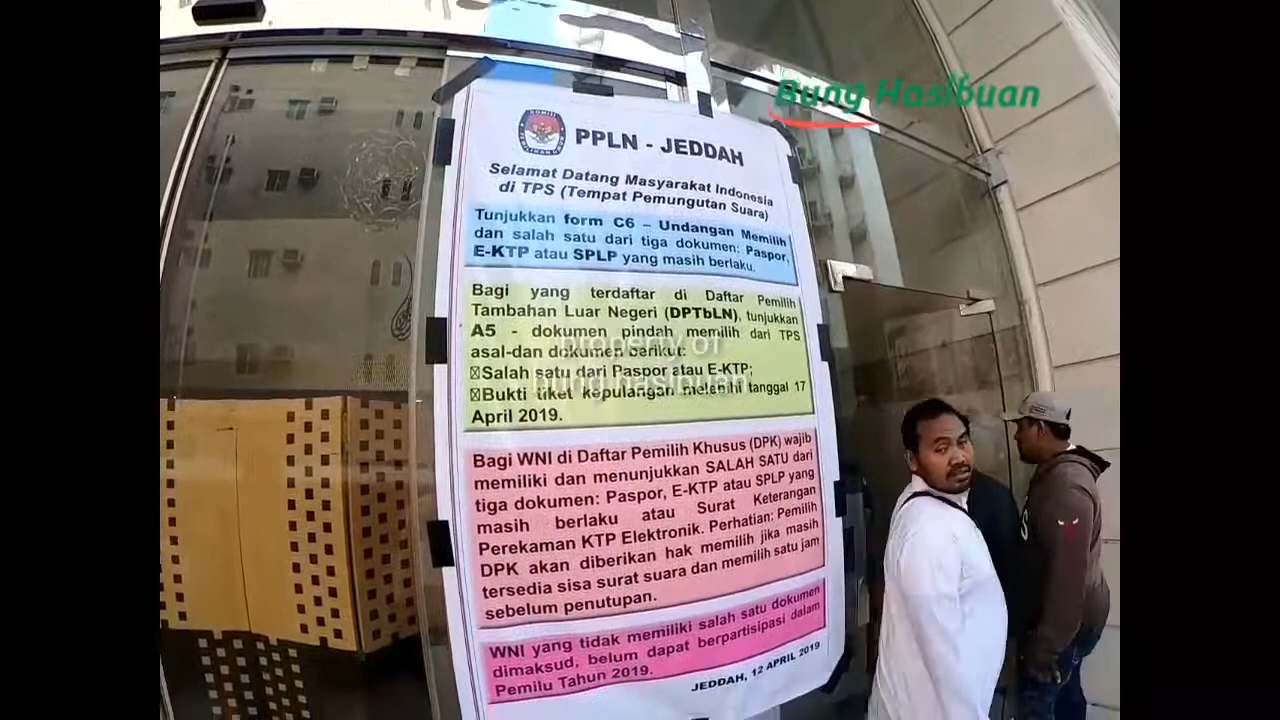 Bung Hasibuan
PPLN - JEDDAH
Selamat Datang Masyarakat Indonesia
di TPS (Tempat Pemungutan Suara)
Tunjukkan form C6 – Undangan Memilih
dan salah satu dari tiga dokumen: Paspor,
E-KTP atau SPLP yang masih berlaku.
Bagi yang terdaftar di Daftar Pemilih
Tambahan Luar Negeri (DPTbLN), tunjukkan
A5 - dokumen pindah memilih dari TPS
asal-dan dokumen berikut:
Salah satu dari Paspor atau E-KTP;
Bukti tiket kepulangan melebihi tanggal 17
April 2019.
property of
bung hasibuan
Bagi WNI di Daftar Pemilih Khusus (DPK) wajib
memiliki dan menunjukkan SALAH SATU dari
tiga dokumen: Paspor, E-KTP atau SPLP yang
masih berlaku atau Surat Keterangan
Perekaman KTP Elektronik. Perhatian: Pemilih
DPK akan diberikan hak memilih jika masih
tersedia sisa surat suara dan memilih satu jam
sebelum penutupan.
WNI yang tidak memiliki salah satu dokumen
dimaksud, belum dapat berpartisipasi dalam
Pemilu Tahun 2019.
JEDDAH, 12 APRIL 2019